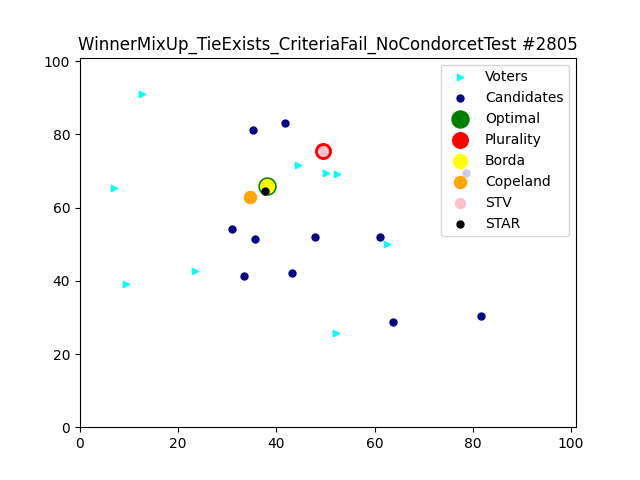 WinnerMixUp_TieExists_CriteriaFail_NoCondorcetTest #2805
100
80
60
40
20
0
0 20 40 60 80 100
Voters
Candidates
Optimal
Plurality
Borda
Copeland
STV
STAR